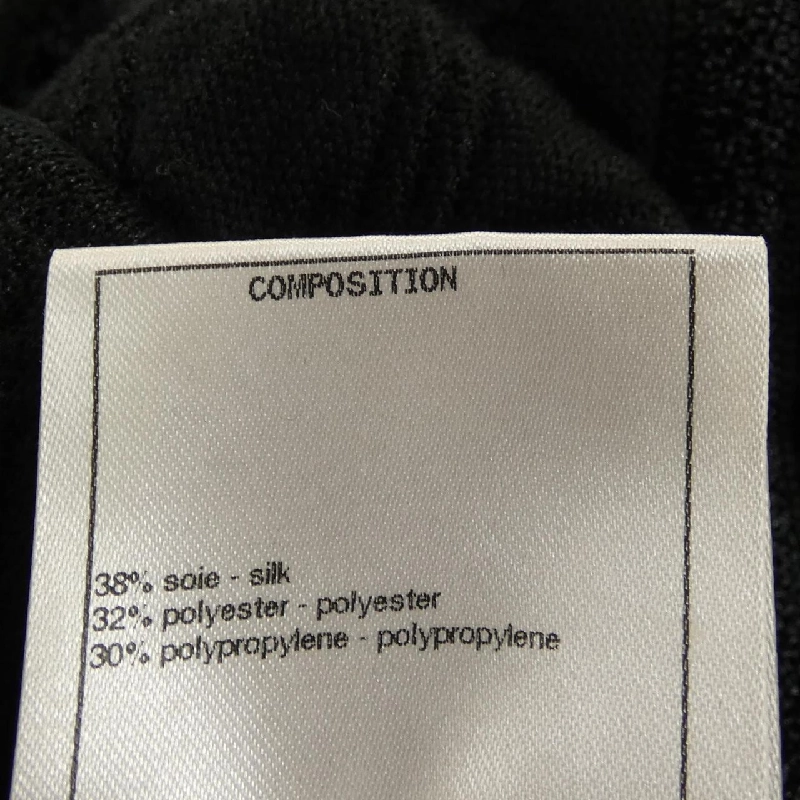 COMPOSITION
38% soie - silk
32% polyester - polyester
30% polypropylene - polypropylene